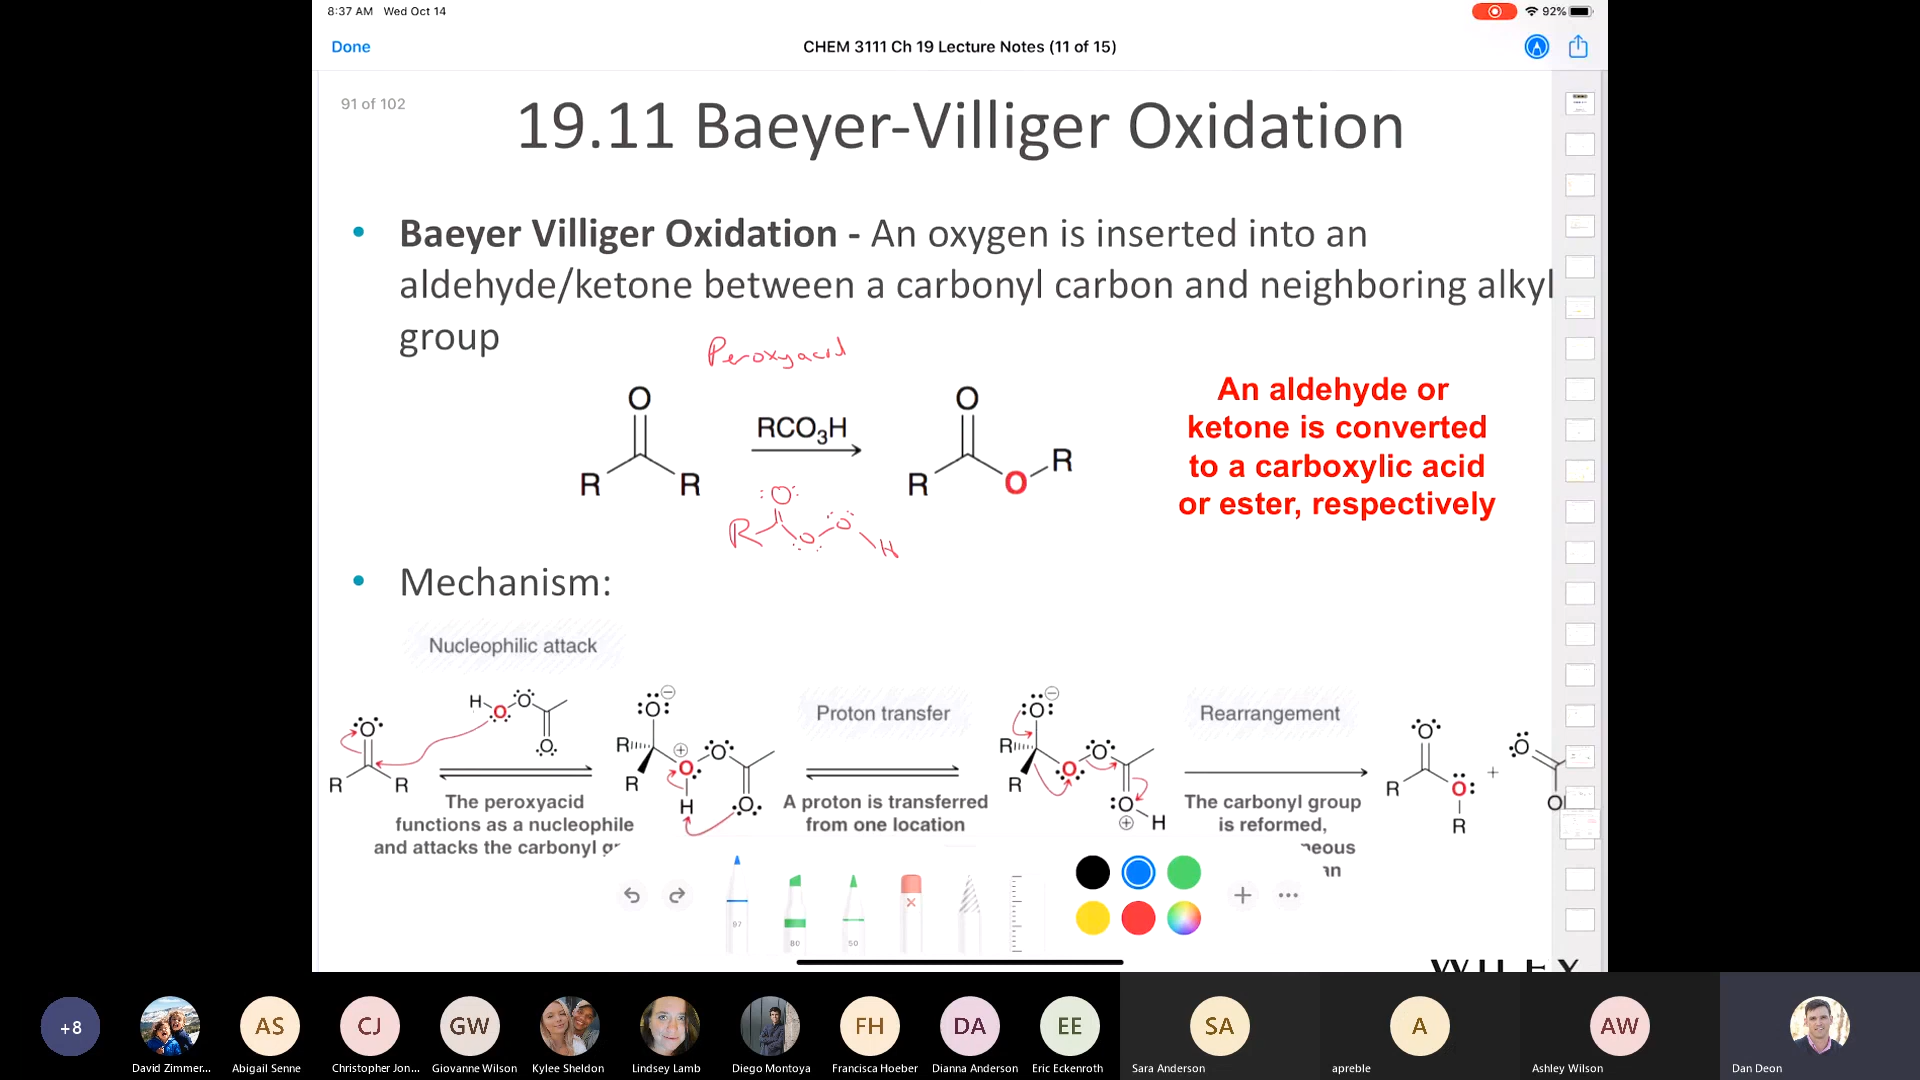 8:37 AM Wed Oct 14
92%
Done
CHEM 3111 Ch 19 Lecture Notes (11 of 15)
91 of 102
19.11 Baeyer-Villiger Oxidation
• Baeyer Villiger Oxidation - An oxygen is inserted into an
aldehyde/ketone between a carbonyl carbon and neighboring alkyl
group
Peroxyacid
O
R R
RCO3H
O
R O R
O
R O O H
An aldehyde or
ketone is converted
to a carboxylic acid
or ester, respectively
• Mechanism:
Nucleophilic attack
Proton transfer
Rearrangement
O
R R
H O O
O
O
R
R
O O
H O
O
R
R
O O
O
H
O
R O
R
+
O
The peroxyacid
functions as a nucleophile
and attacks the carbonyl
A proton is transferred
from one location
The carbonyl group
is reformed,
97
80
50
+8
AS
CJ
GW
FH
DA
EE
SA
A
AW
David Zimmer...
Abigail Senne
Christopher Jon...
Giovanne Wilson
Kylee Sheldon
Lindsey Lamb
Diego Montoya
Francisca Hoeber
Dianna Anderson
Eric Eckenroth
Sara Anderson
apreble
Ashley Wilson
Dan Deon